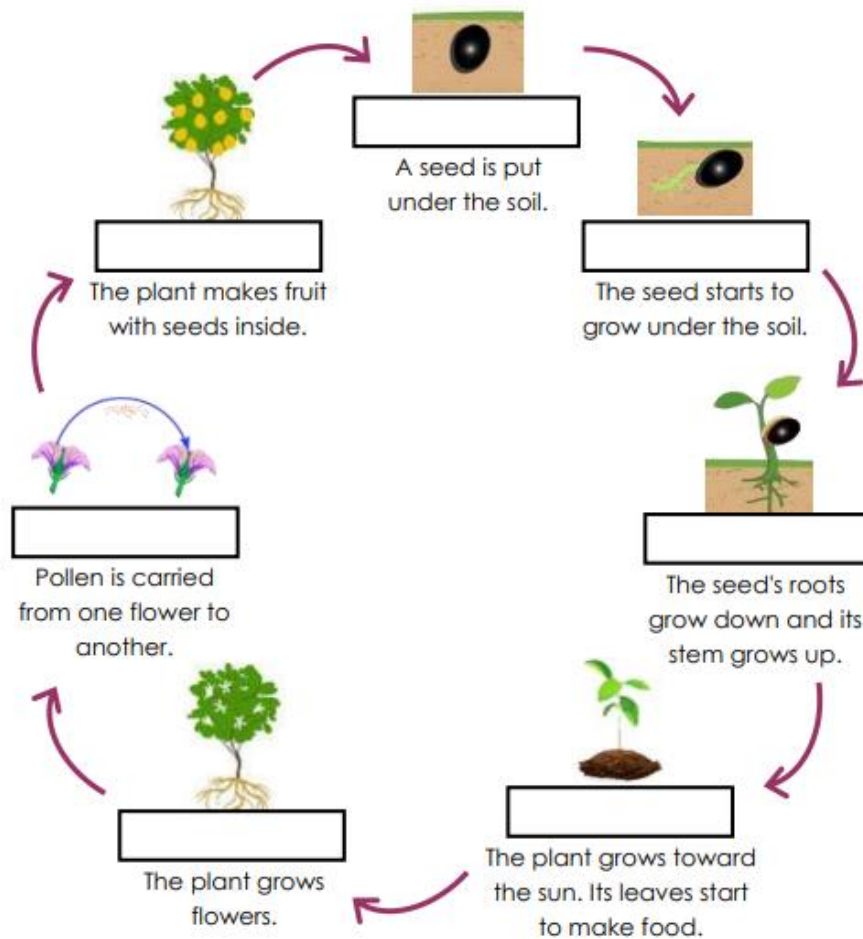 A seed is put
under the soil.
The seed starts to
grow under the soil.
The seed's roots
grow down and its
stem grows up.
The plant grows toward
the sun. Its leaves start
to make food.
The plant grows
flowers.
Pollen is carried
from one flower to
another.
The plant makes fruit
with seeds inside.